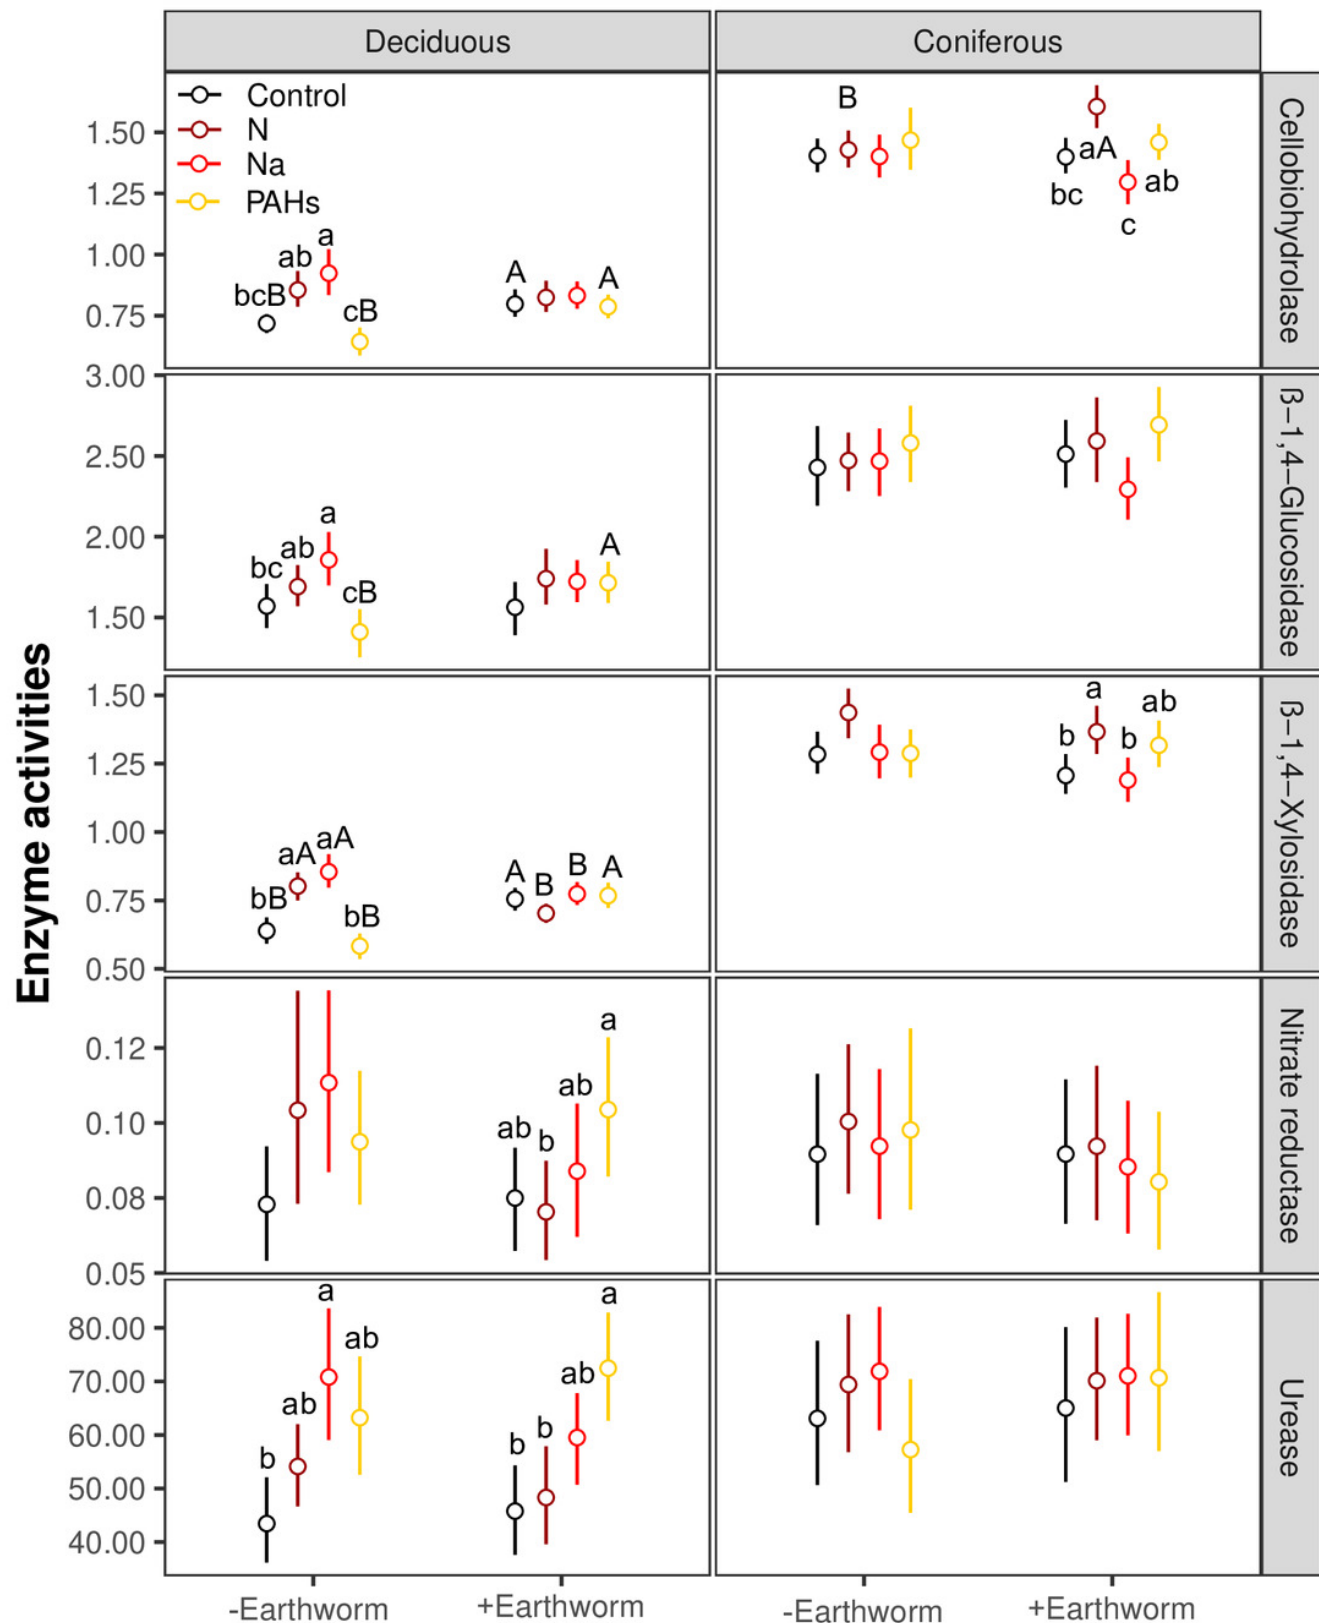 Deciduous
Coniferous
Control
N
Na
PAHs
1.50
1.25
1.00
0.75
bcB
ab
a
cB
A
A
B
bc
aA
c
ab
Cellobiohydrolase
3.00
2.50
2.00
1.50
bc
ab
a
cB
A
ß−1,4−Glucosidase
Enzyme activities
1.50
1.25
1.00
0.75
0.50
bB
aA
aA
bB
A
B
B
A
b
a
b
ab
ß−1,4−Xylosidase
0.12
0.10
0.08
0.05
ab
b
ab
a
Nitrate reductase
80.00
70.00
60.00
50.00
40.00
b
ab
a
ab
b
b
ab
a
Urease
-Earthworm
+Earthworm
-Earthworm
+Earthworm